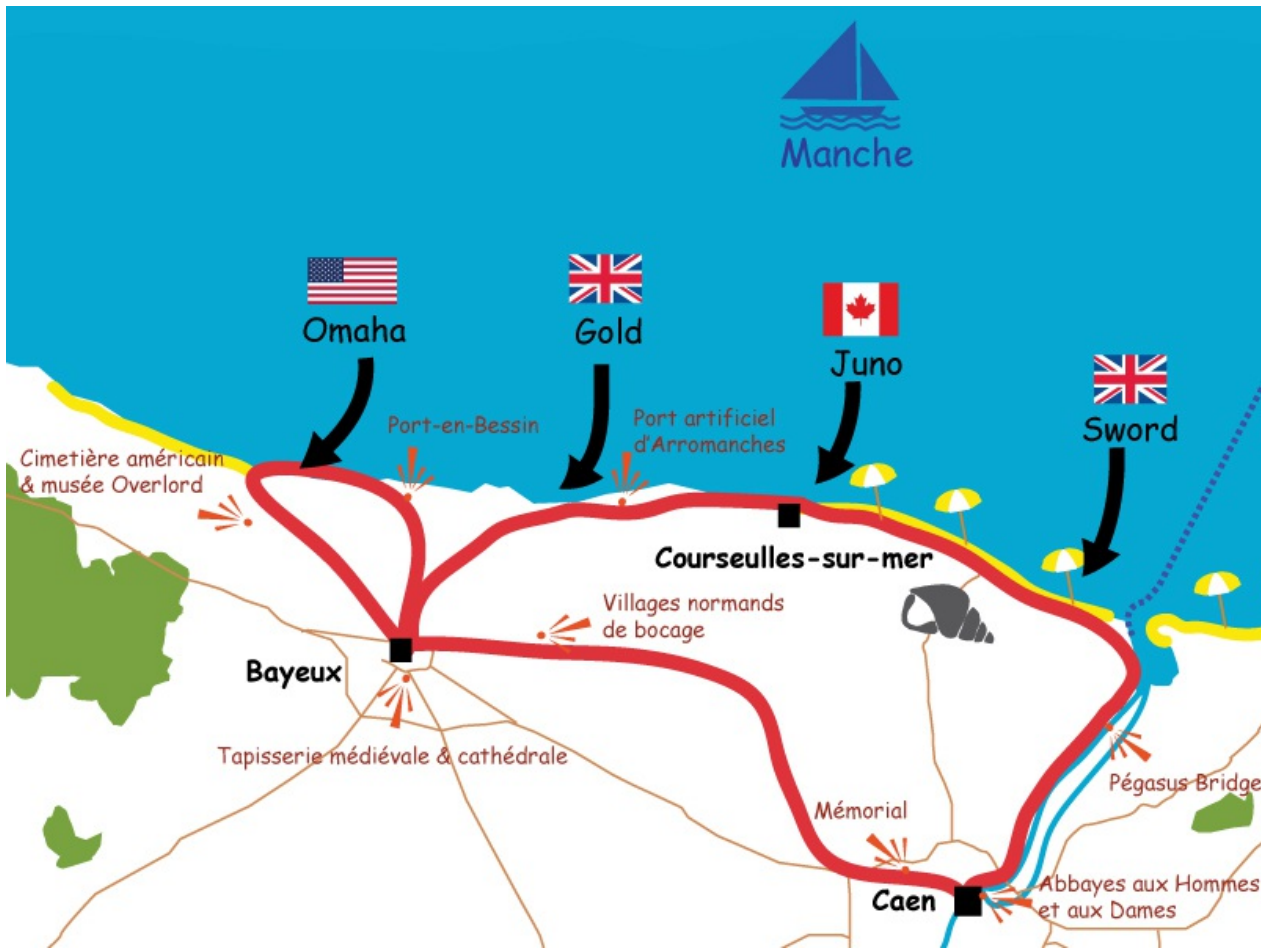 Manche
Omaha
Gold
Juno
Sword
Port-en-Bessin
Port artificiel
d'Arromanches
Cimetière américain
& musée Overlord
Courseulles-sur-mer
Villages normands
de bocage
Bayeux
Tapisserie médiévale & cathédrale
Pégasus Bridge
Mémorial
Caen
Abbayes aux Hommes
et aux Dames